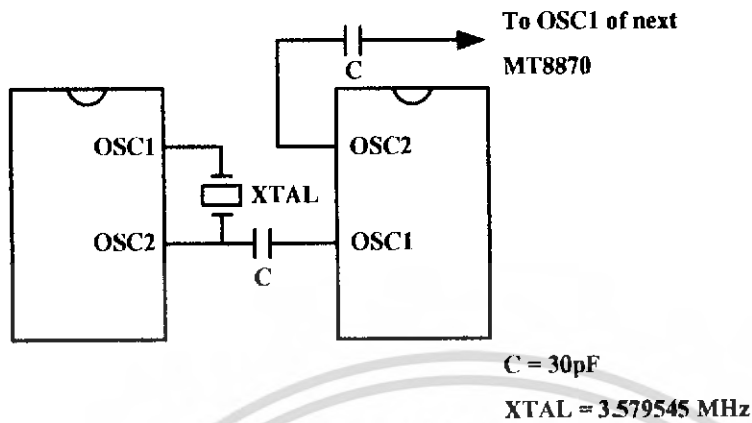 To OSC1 of next
MT8870
C
OSC1
OSC2
XTAL
OSC2
OSC1
C
C = 30pF
XTAL = 3.579545 MHz